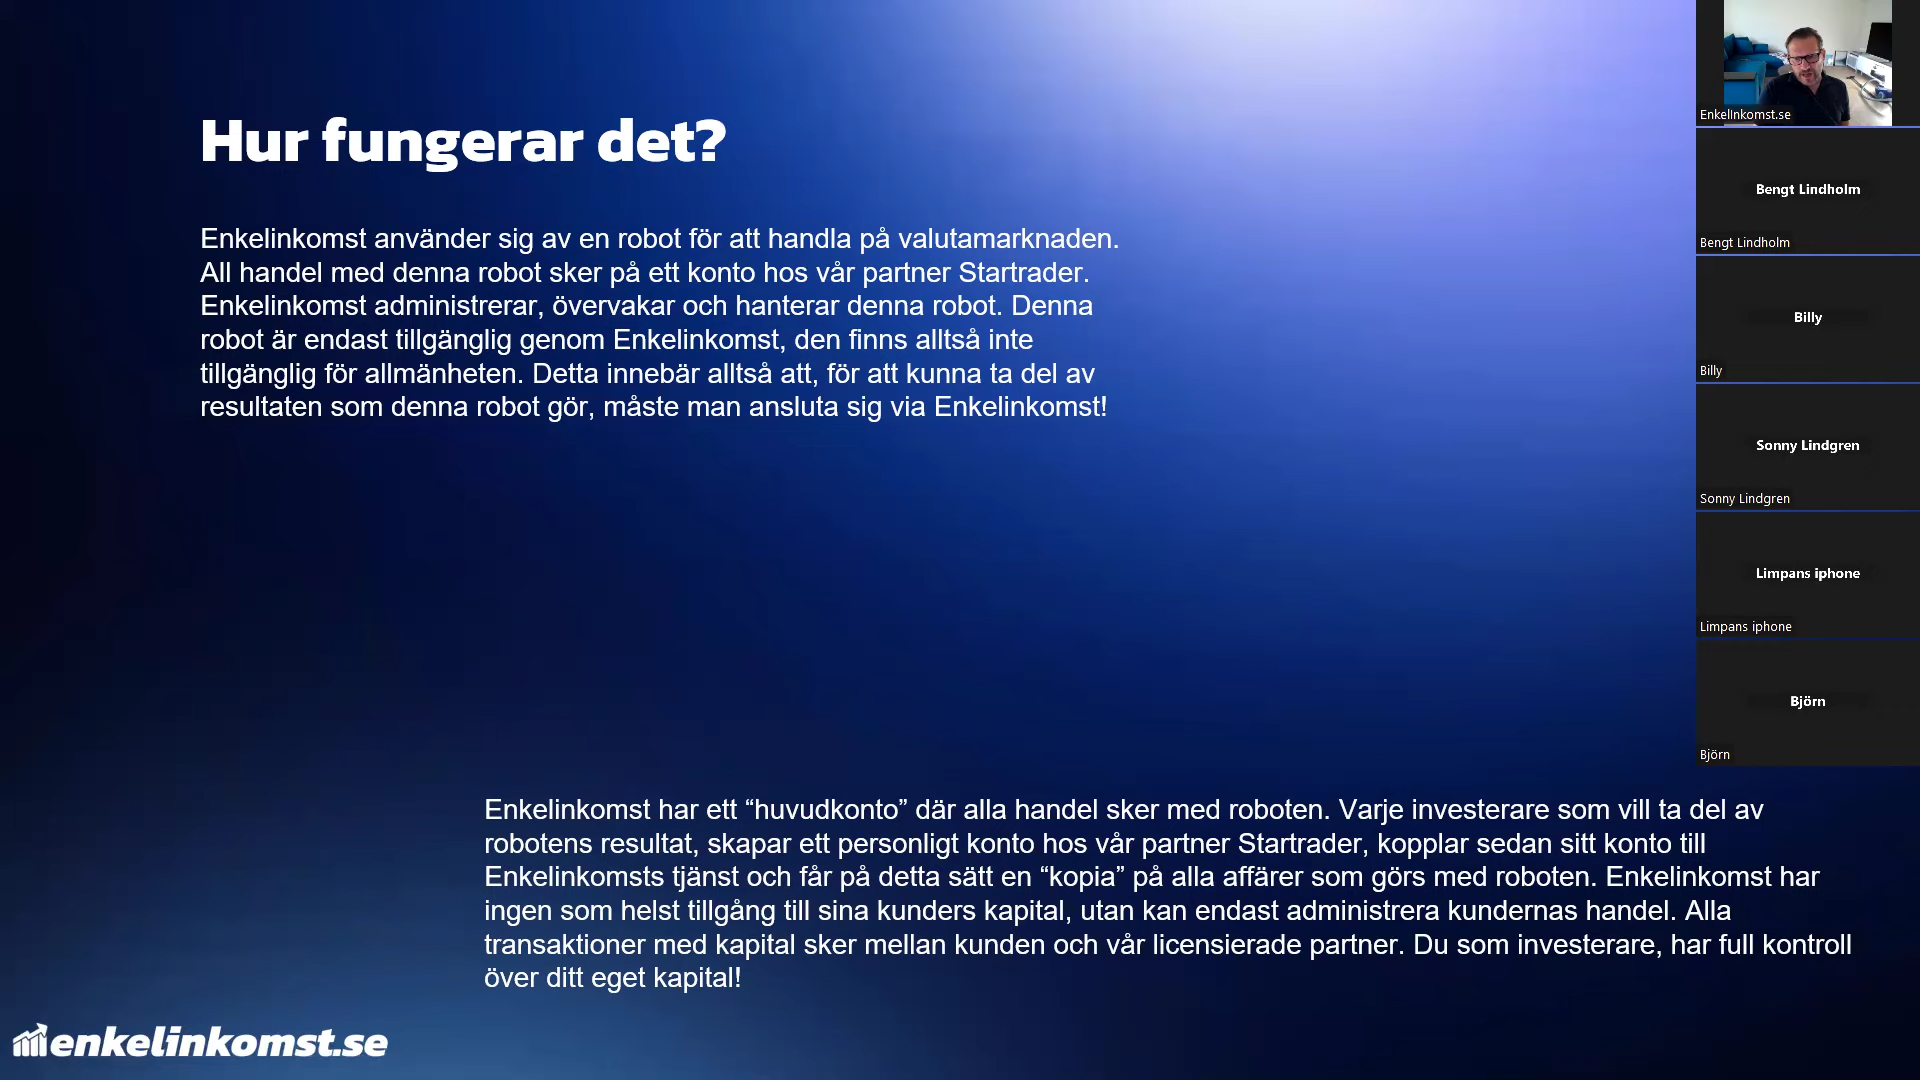 Hur fungerar det?
Enkelinkomst använder sig av en robot för att handla på valutamarknaden.
All handel med denna robot sker på ett konto hos vår partner Startrader.
Enkelinkomst administrerar, övervakar och hanterar denna robot. Denna
robot är endast tillgänglig genom Enkelinkomst, den finns alltså inte
tillgänglig för allmänheten. Detta innebär alltså att, för att kunna ta del av
resultaten som denna robot gör, måste man ansluta sig via Enkelinkomst!
Enkelinkomst har ett “huvudkonto” där alla handel sker med roboten. Varje investerare som vill ta del av
robotens resultat, skapar ett personligt konto hos vår partner Startrader, kopplar sedan sitt konto till
Enkelinkomsts tjänst och får på detta sätt en “kopia” på alla affärer som görs med roboten. Enkelinkomst har
ingen som helst tillgång till sina kunders kapital, utan kan endast administrera kundernas handel. Alla
transaktioner med kapital sker mellan kunden och vår licensierade partner. Du som investerare, har full kontroll
över ditt eget kapital!
enkelinkomst.se
EnkelInkomst.se
Bengt Lindholm
Bengt Lindholm
Billy
Billy
Sonny Lindgren
Sonny Lindgren
Limpans iphone
Limpans iphone
Björn
Björn